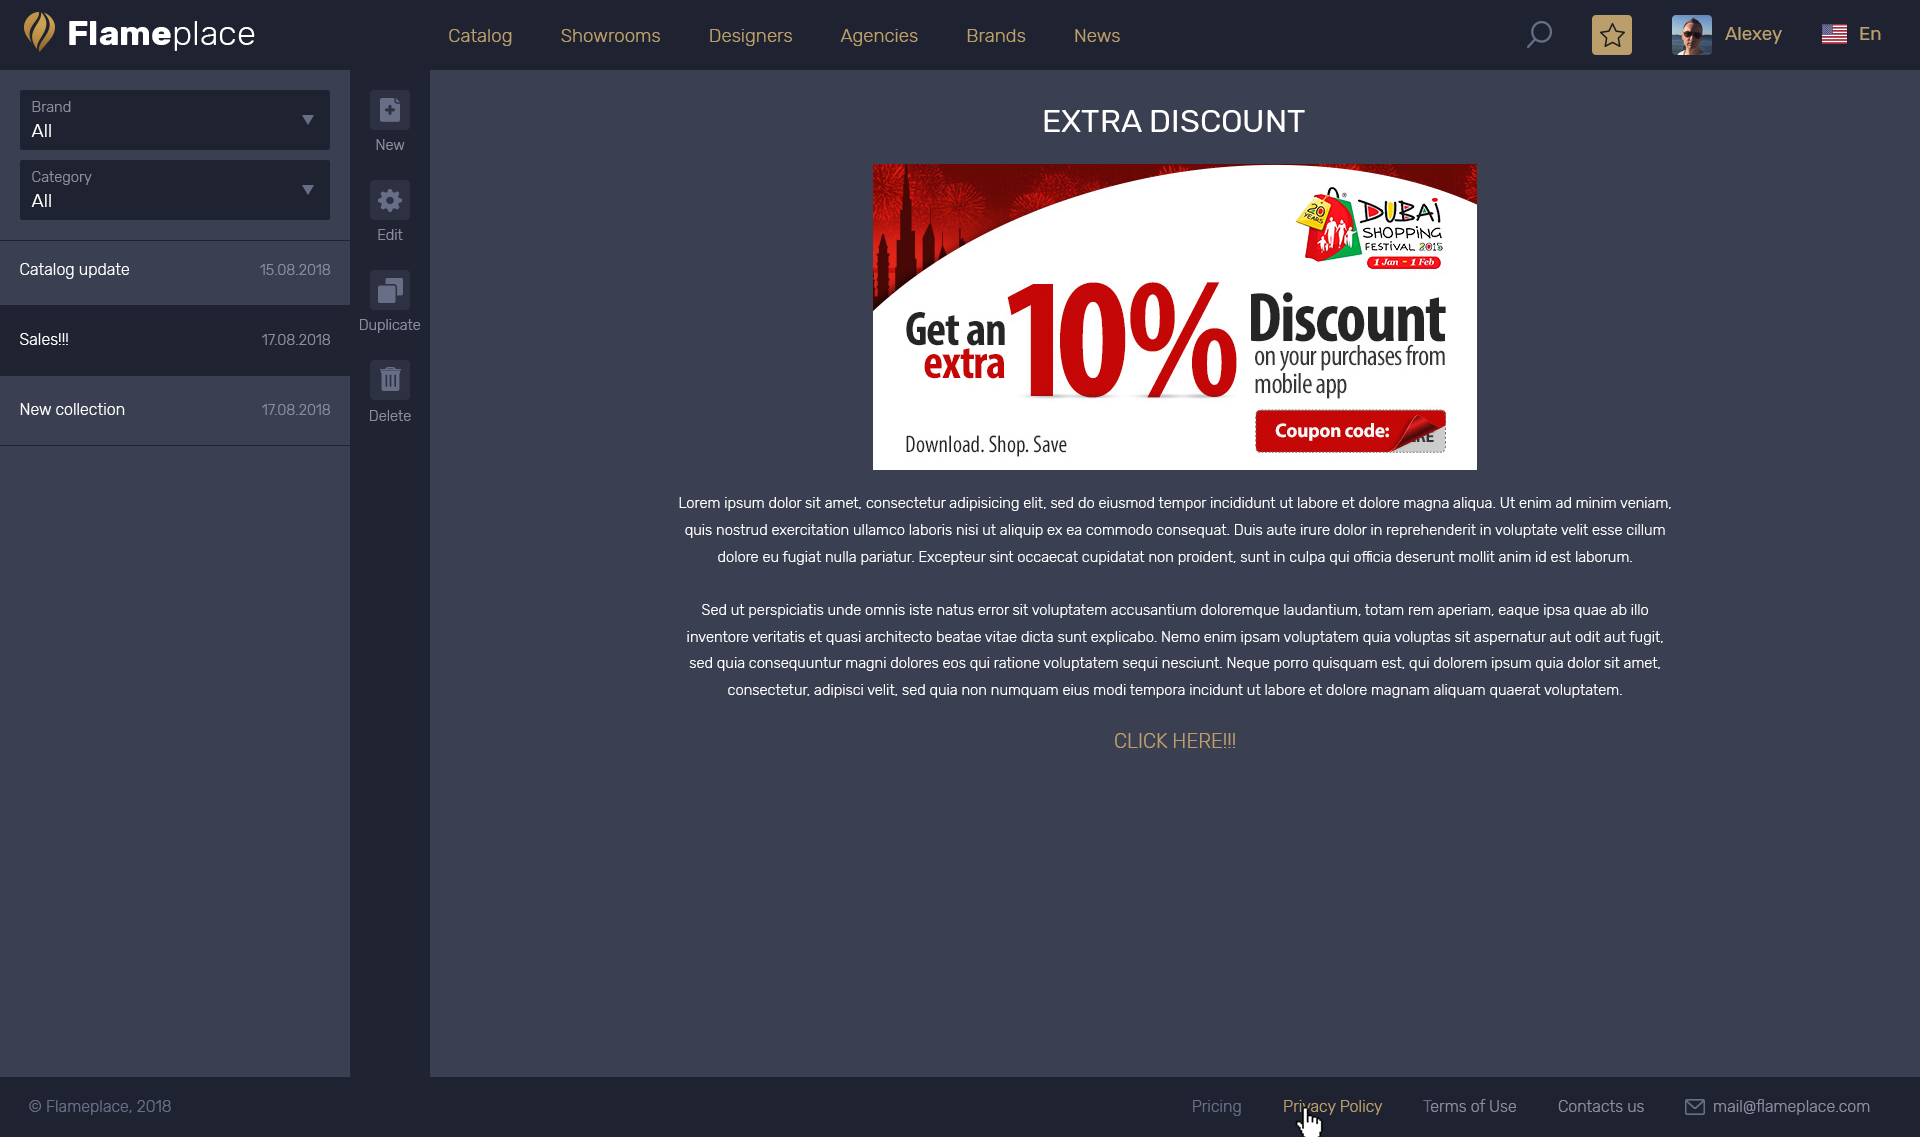 Flameplace
Catalog
Showrooms
Designers
Agencies
Brands
News
Alexey
En
Brand
All
Category
All
Catalog update
15.08.2018
Sales!!!
17.08.2018
New collection
17.08.2018
New
Edit
Duplicate
Delete
EXTRA DISCOUNT
20 YEARS
DUBAI
SHOPPING
FESTIVAL 2015
1 Jan - 1 Feb
Get an
extra
10%
Discount
on your purchases from
mobile app
Coupon code:
Download. Shop. Save
Lorem ipsum dolor sit amet, consectetur adipisicing elit, sed do eiusmod tempor incididunt ut labore et dolore magna aliqua. Ut enim ad minim veniam,
quis nostrud exercitation ullamco laboris nisi ut aliquip ex ea commodo consequat. Duis aute irure dolor in reprehenderit in voluptate velit esse cillum
dolore eu fugiat nulla pariatur. Excepteur sint occaecat cupidatat non proident, sunt in culpa qui officia deserunt mollit anim id est laborum.
Sed ut perspiciatis unde omnis iste natus error sit voluptatem accusantium doloremque laudantium, totam rem aperiam, eaque ipsa quae ab illo
inventore veritatis et quasi architecto beatae vitae dicta sunt explicabo. Nemo enim ipsam voluptatem quia voluptas sit aspernatur aut odit aut fugit,
sed quia consequuntur magni dolores eos qui ratione voluptatem sequi nesciunt. Neque porro quisquam est, qui dolorem ipsum quia dolor sit amet,
consectetur, adipisci velit, sed quia non numquam eius modi tempora incidunt ut labore et dolore magnam aliquam quaerat voluptatem.
CLICK HERE!!!
© Flameplace, 2018
Pricing
Privacy Policy
Terms of Use
Contacts us
mail@flameplace.com